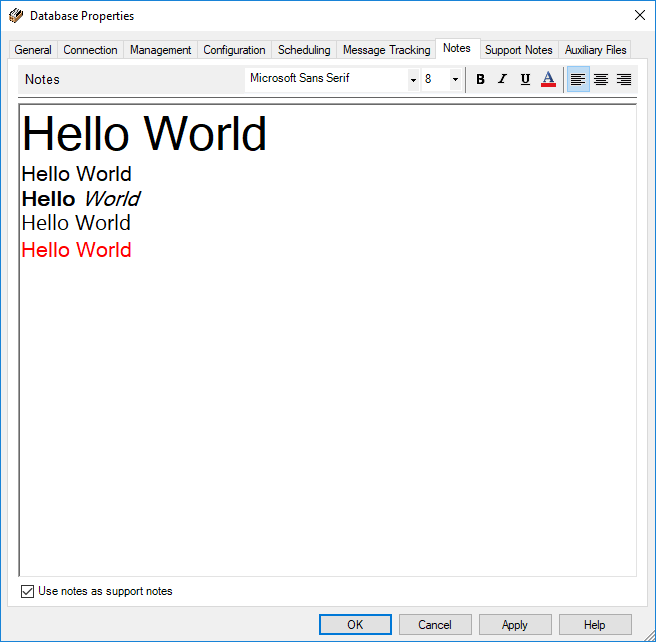 Database Properties
General Connection Management Configuration Scheduling Message Tracking Notes Support Notes Auxiliary Files
Notes Microsoft Sans Serif 8 B I U A
Hello World
Hello World
Hello World
Hello World
Hello World
Use notes as support notes
OK Cancel Apply Help